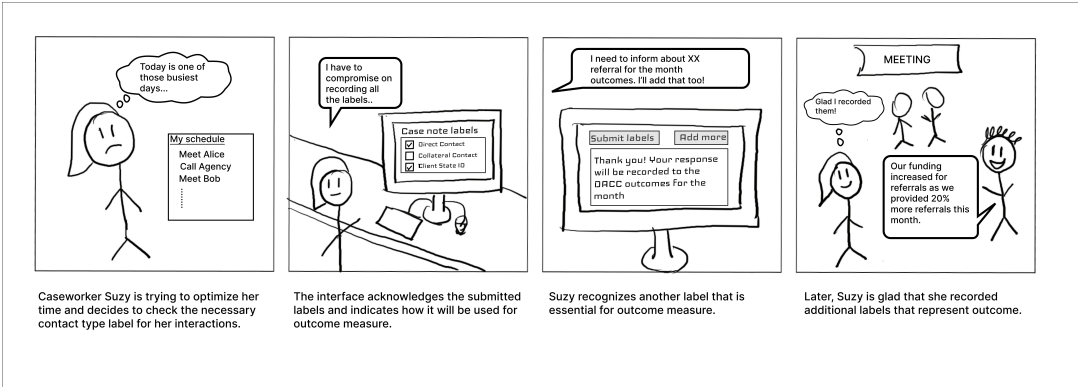 Today is one of
those busiest
days...
My schedule
Meet Alice
Call Agency
Meet Bob
Caseworker Suzy is trying to optimize her
time and decides to check the necessary
contact type label for her interactions.
I have to
compromise on
recording all
the labels..
Case note labels
Direct Contact
Collateral Contact
Client State ID
The interface acknowledges the submitted
labels and indicates how it will be used for
outcome measure.
I need to inform about XX
referral for the month
outcomes. I'll add that too!
Submit labels
Add more
Thank you! Your response
will be recorded to the
DACC outcomes for the
month
Suzy recognizes another label that is
essential for outcome measure.
MEETING
Glad I recorded
them!
Our funding
increased for
referrals as we
provided 20%
more referrals this
month.
Later, Suzy is glad that she recorded
additional labels that represent outcome.